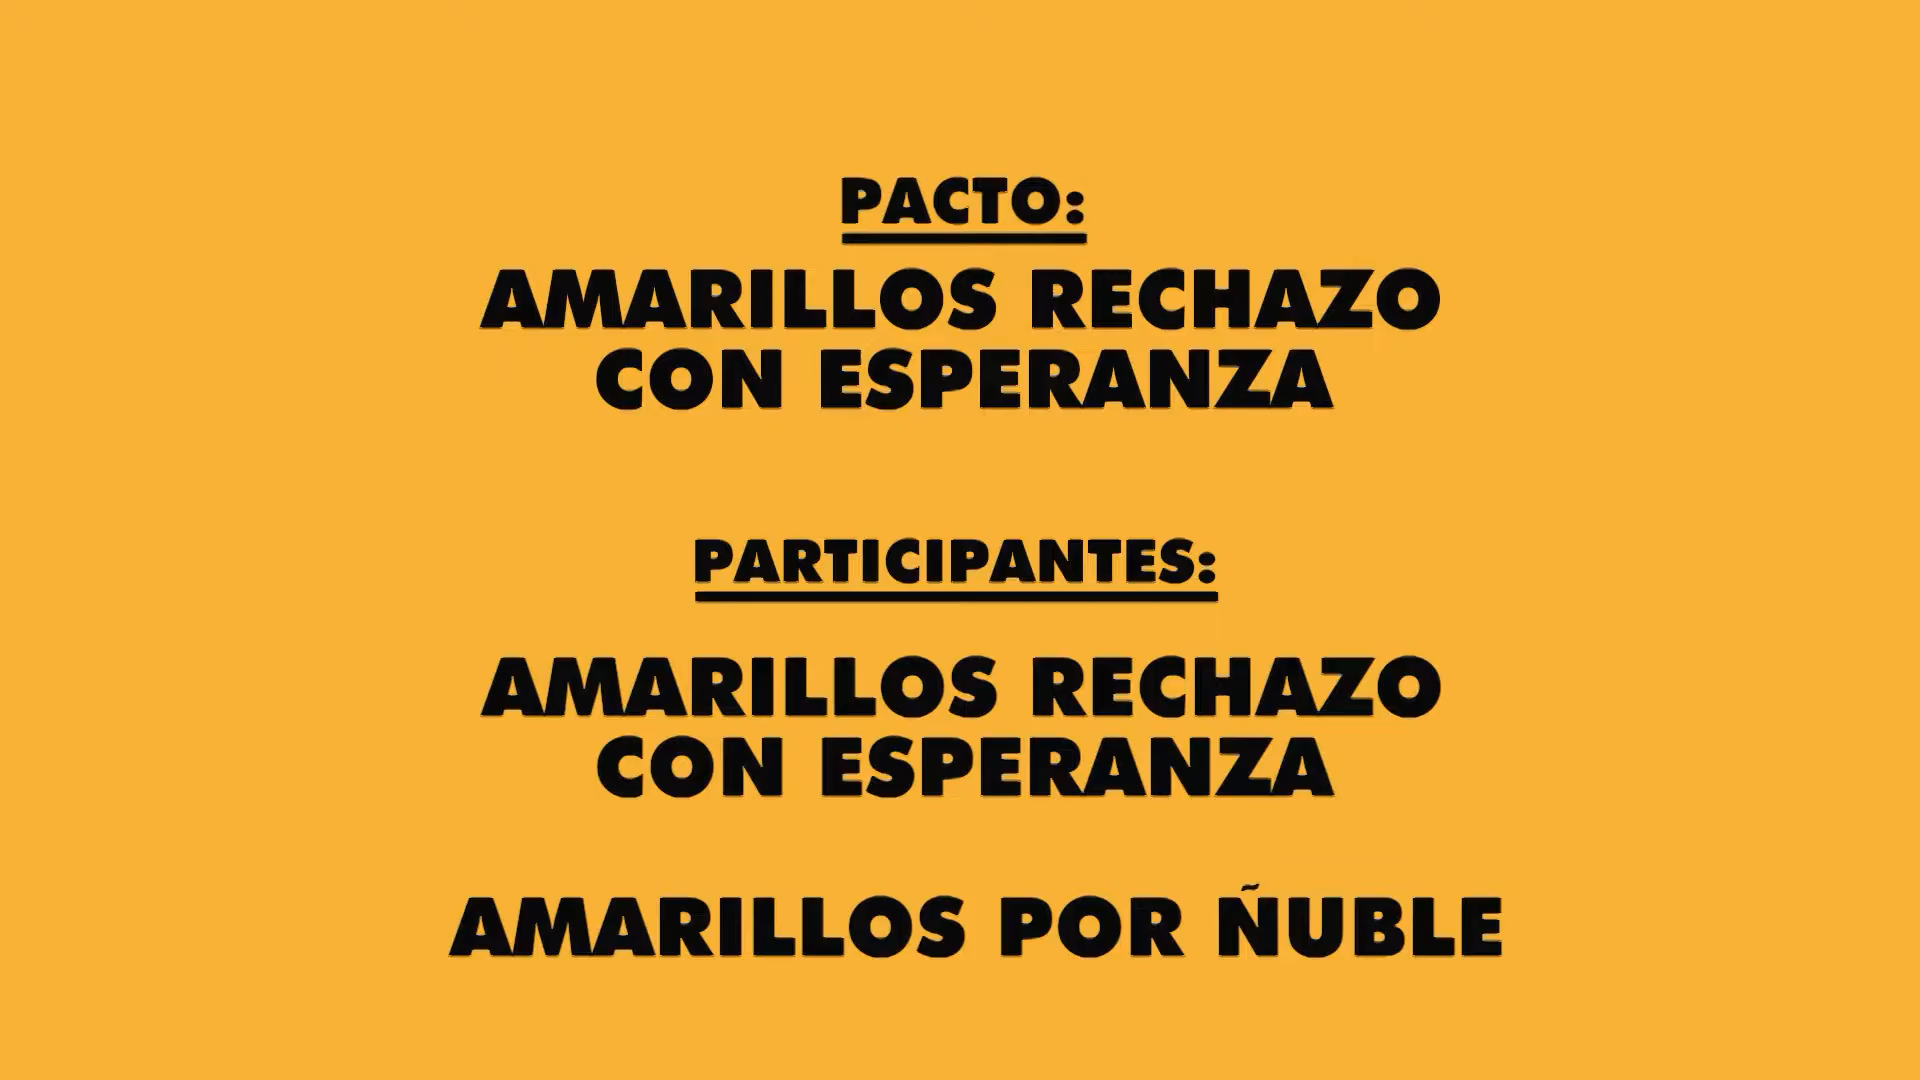 PACTO:
AMARILLOS RECHAZO
CON ESPERANZA
PARTICIPANTES:
AMARILLOS RECHAZO
CON ESPERANZA
AMARILLOS POR ÑUBLE